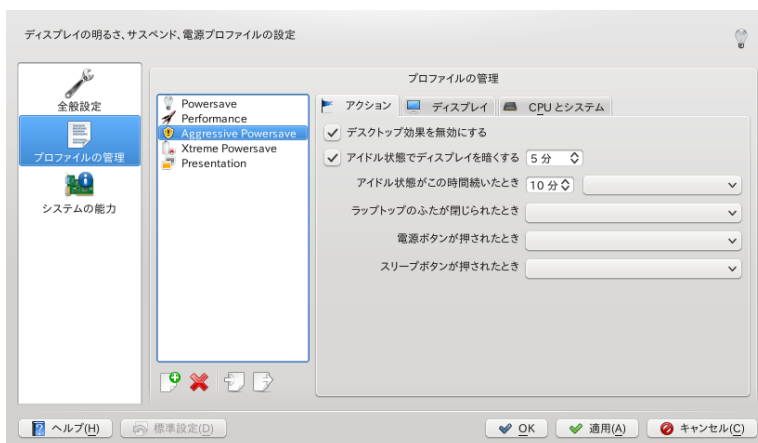 ディスプレイの明るさ、サスペンド、電源プロファイルの設定
全般設定
プロファイルの管理
システムの能力
プロファイルの管理
Powersave
Performance
Aggressive Powersave
Xtreme Powersave
Presentation
アクション ディスプレイ CPU とシステム
デスクトップ効果を無効にする
アイドル状態でディスプレイを暗くする 5 分
アイドル状態がこの時間続いたとき 10 分
ラップトップのふたが閉じられたとき
電源ボタンが押されたとき
スリープボタンが押されたとき
ヘルプ(H) 標準設定(D) OK 適用(A) キャンセル(C)